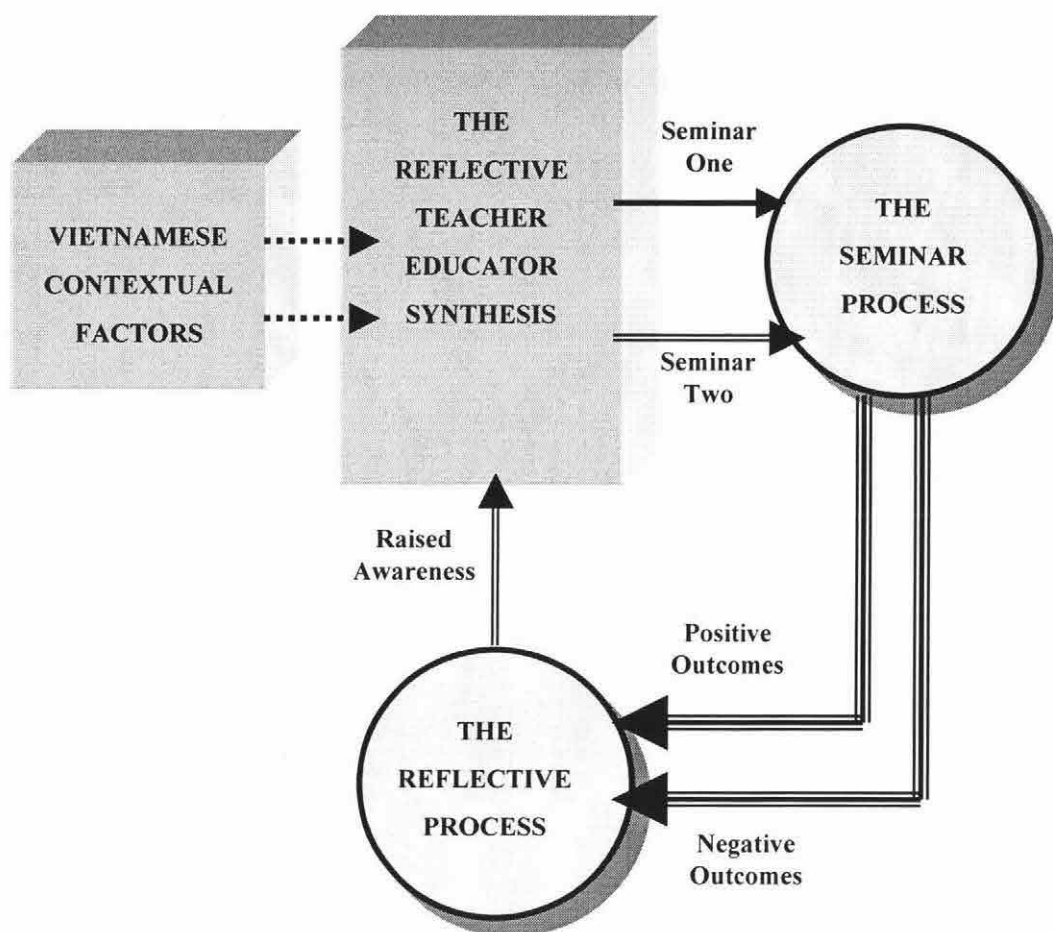 VIETNAMESE
CONTEXTUAL
FACTORS
THE
REFLECTIVE
TEACHER
EDUCATOR
SYNTHESIS
Seminar
One
Seminar
Two
THE
SEMINAR
PROCESS
Positive
Outcomes
Negative
Outcomes
THE
REFLECTIVE
PROCESS
Raised
Awareness